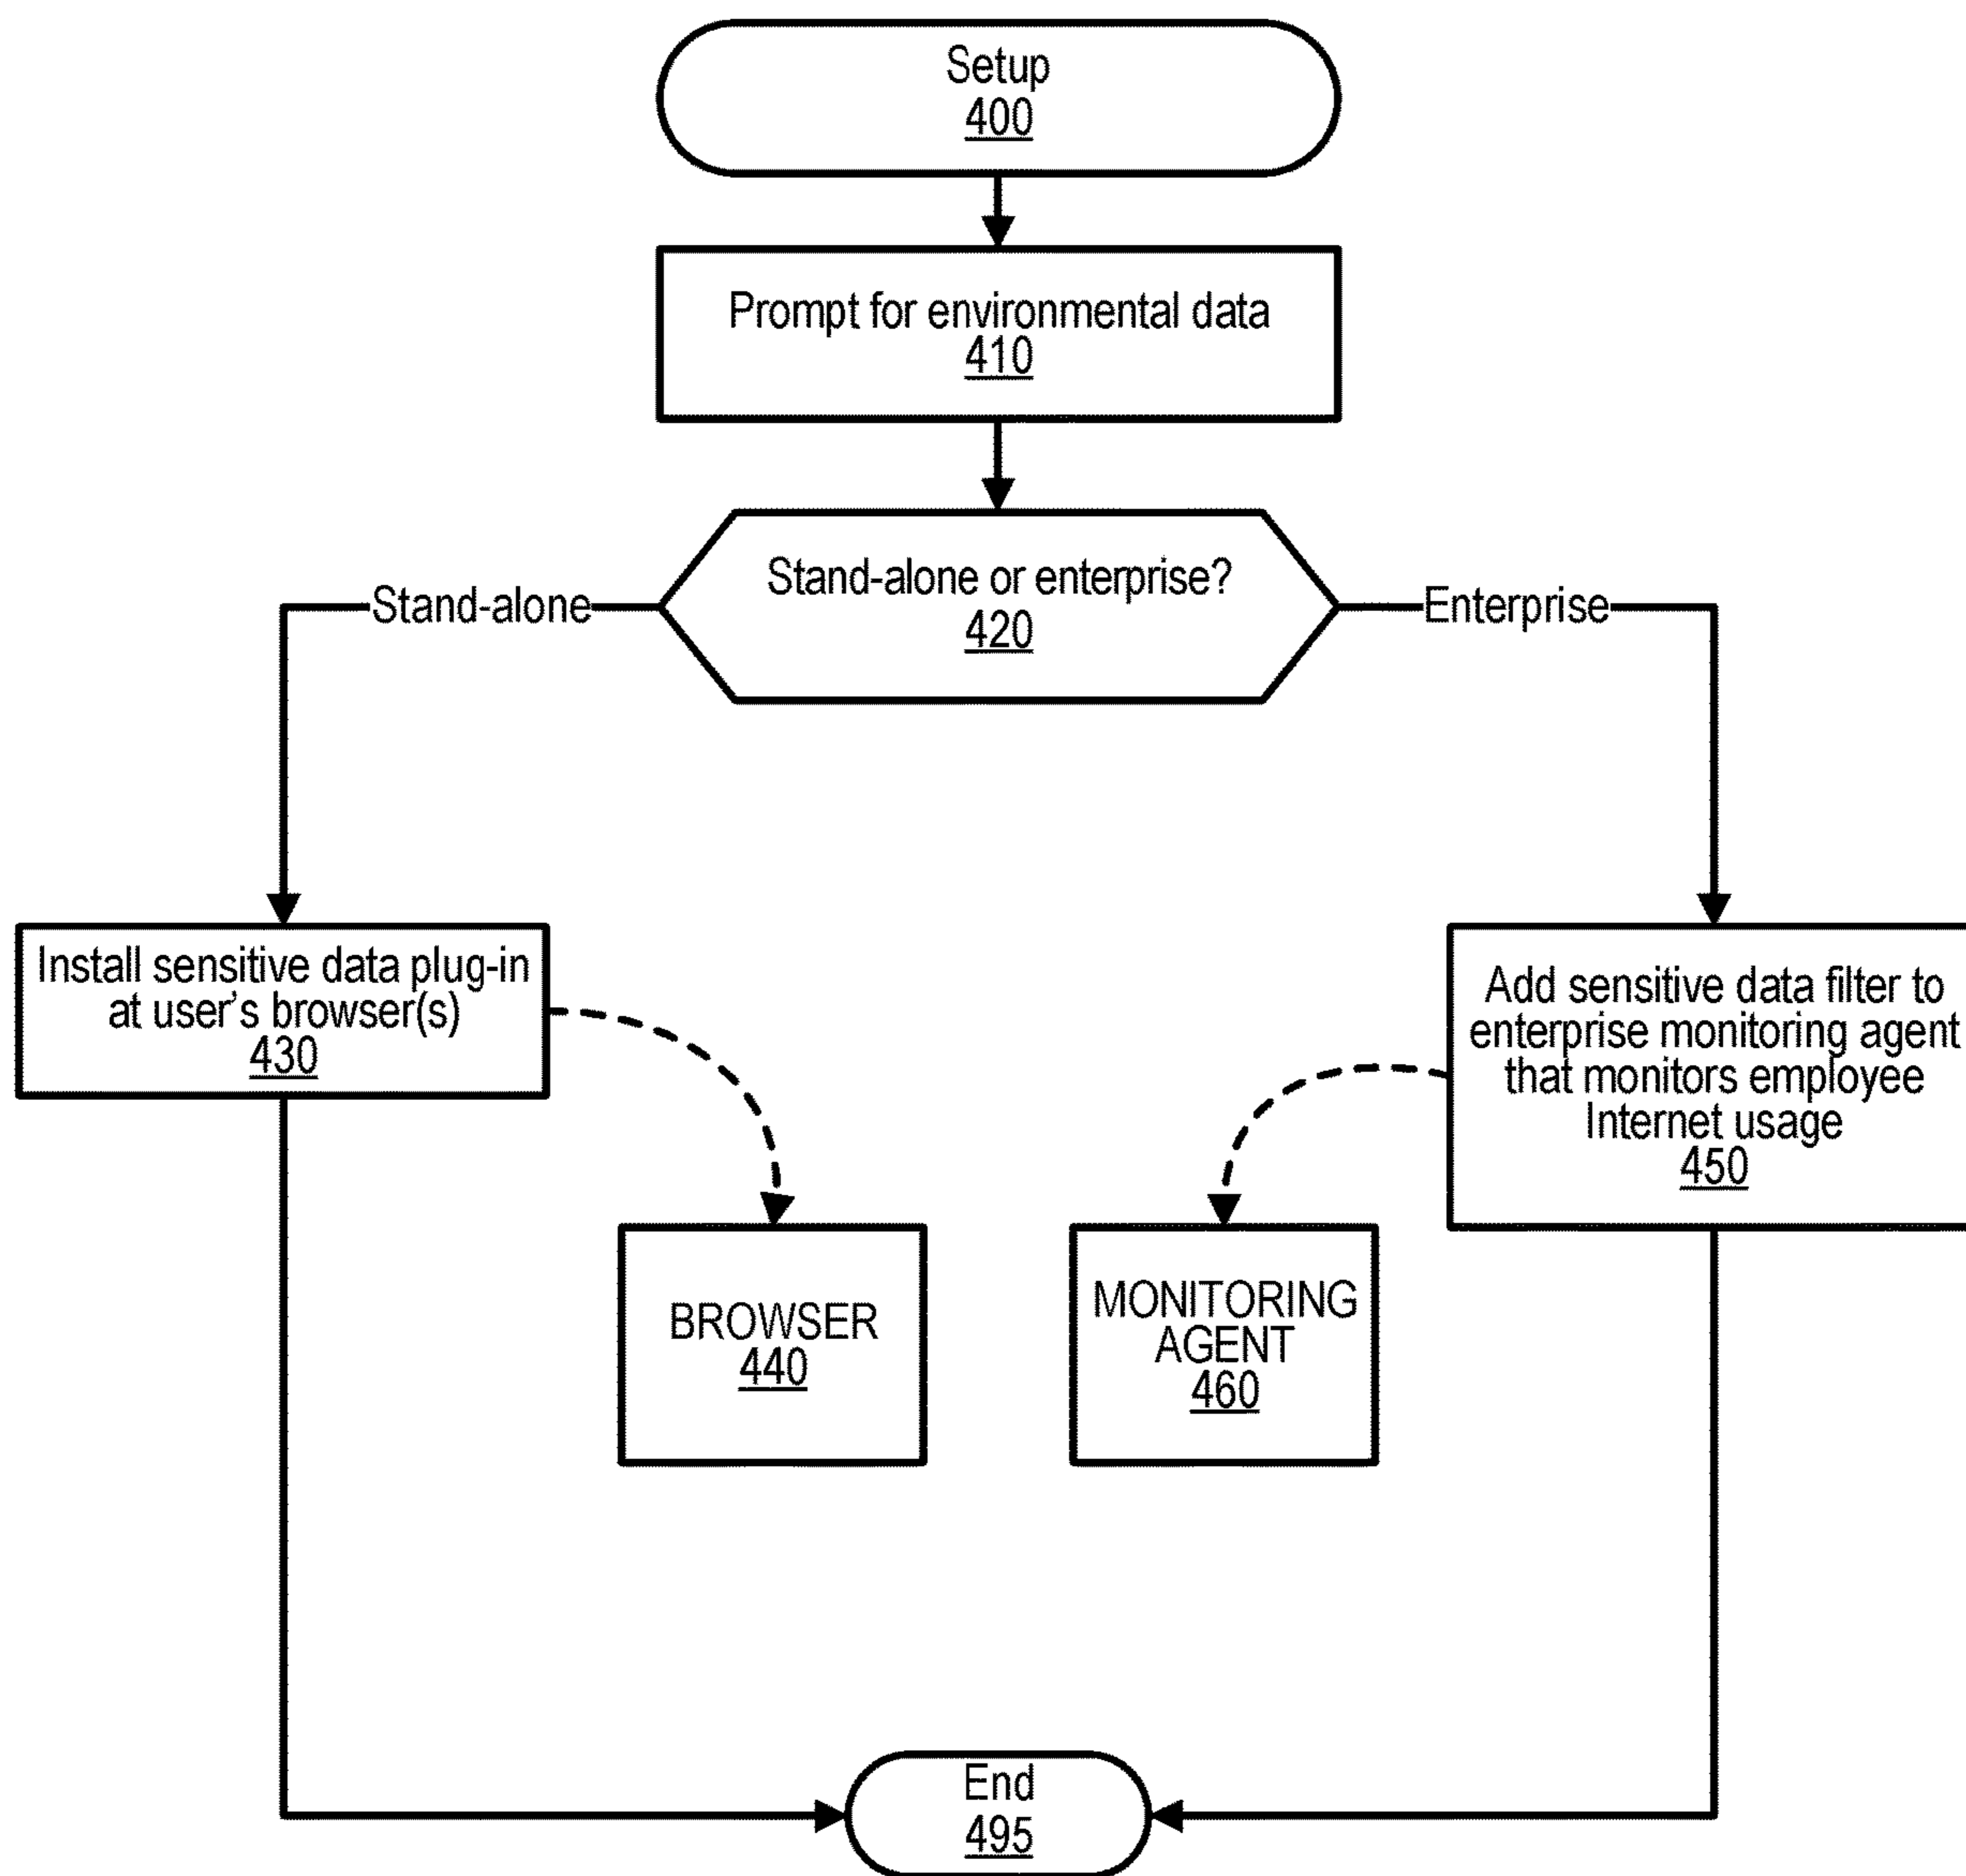 Setup
400
Prompt for environmental data
410
Stand-alone or enterprise?
420
Stand-alone
Enterprise
Install sensitive data plug-in
at user's browser(s)
430
Add sensitive data filter to
enterprise monitoring agent
that monitors employee
Internet usage
450
BROWSER
440
MONITORING
AGENT
460
End
495